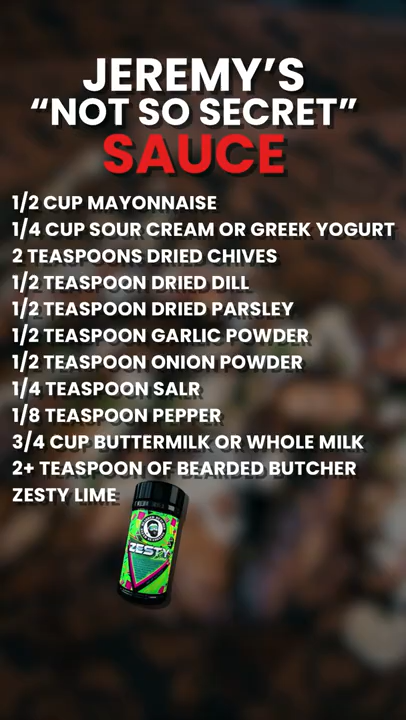 JEREMY'S
"NOT SO SECRET"
SAUCE
1/2 CUP MAYONNAISE
1/4 CUP SOUR CREAM OR GREEK YOGURT
2 TEASPOONS DRIED CHIVES
1/2 TEASPOON DRIED DILL
1/2 TEASPOON DRIED PARSLEY
1/2 TEASPOON GARLIC POWDER
1/2 TEASPOON ONION POWDER
1/4 TEASPOON SALR
1/8 TEASPOON PEPPER
3/4 CUP BUTTERMILK OR WHOLE MILK
2+ TEASPOON OF BEARDED BUTCHER
ZESTY LIME
ZESTY